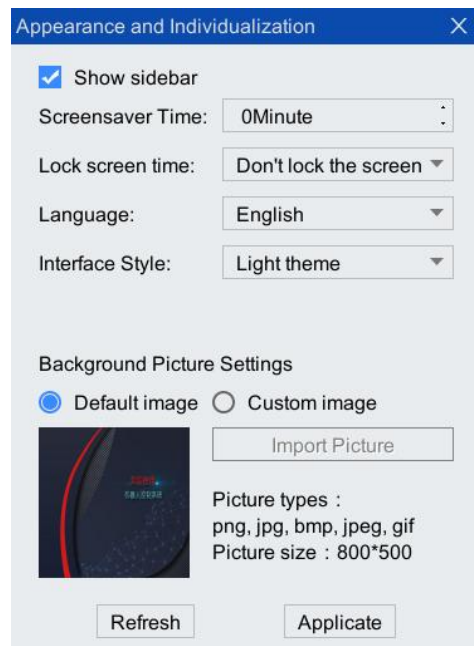 Appearance and Individualization
Show sidebar
Screensaver Time: 0Minute
Lock screen time: Don't lock the screen
Language: English
Interface Style: Light theme
Background Picture Settings
Default image Custom image
Import Picture
Picture types :
png, jpg, bmp, jpeg, gif
Picture size : 800*500
Refresh Applicate